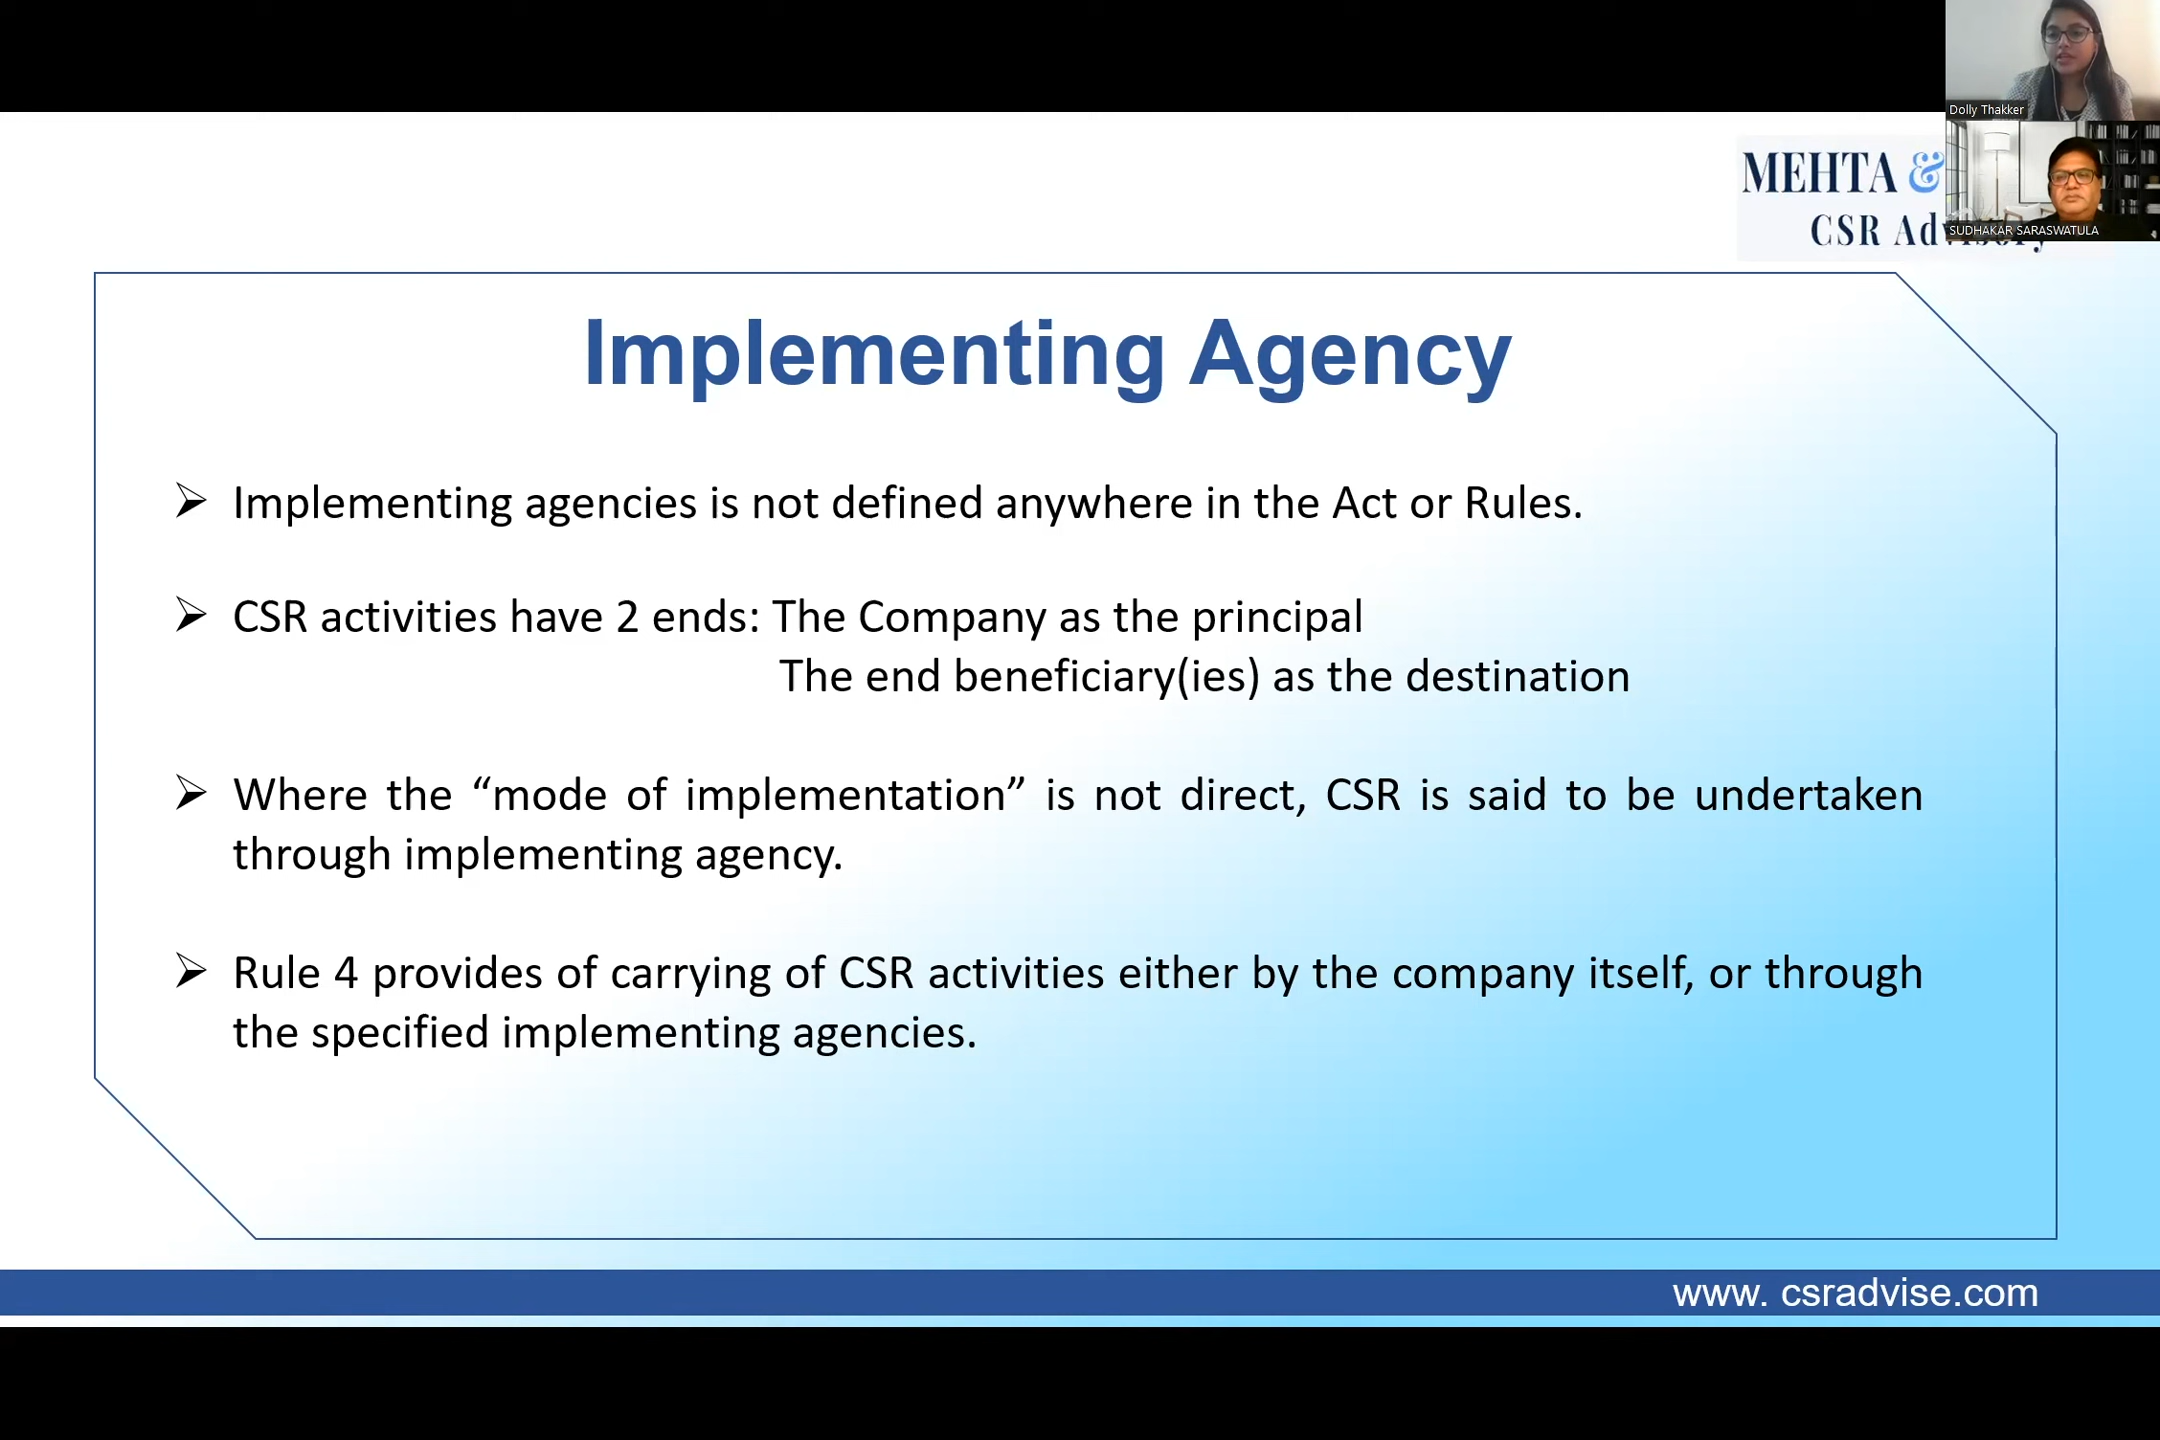 Dolly Thakker
MEHTA &
SUDHAKAR SARASWATULA
CSR Advisory
Implementing Agency
➢ Implementing agencies is not defined anywhere in the Act or Rules.
➢ CSR activities have 2 ends: The Company as the principal
The end beneficiary(ies) as the destination
➢ Where the “mode of implementation” is not direct, CSR is said to be undertaken
through implementing agency.
➢ Rule 4 provides of carrying of CSR activities either by the company itself, or through
the specified implementing agencies.
www. csradvise.com